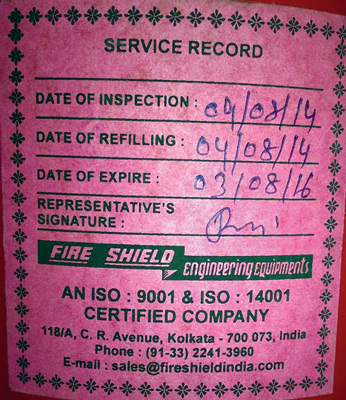 SERVICE RECORD
DATE OF INSPECTION : 04/08/14
DATE OF REFILLING : 04/08/14
DATE OF EXPIRE : 03/08/16
REPRESENTATIVE'S
SIGNATURE :
FIRE SHIELD
Engineering Equipments
AN ISO : 9001 & ISO : 14001
CERTIFIED COMPANY
118/A, C. R. Avenue, Kolkata - 700 073, India
Phone : (91-33) 2241-3960
E-mail : sales@fireshieldindia.com